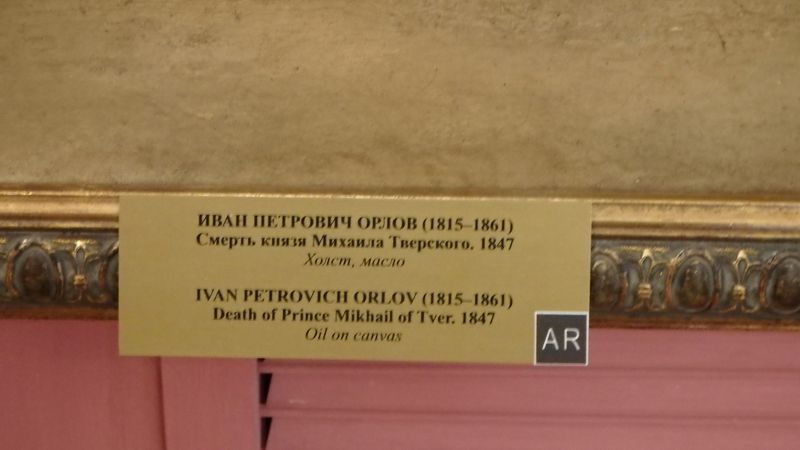 ИВАН ПЕТРОВИЧ ОРЛОВ (1815–1861)
Смерть князя Михаила Тверского. 1847
Холст, масло
IVAN PETROVICH ORLOV (1815–1861)
Death of Prince Mikhail of Tver. 1847
Oil on canvas
AR